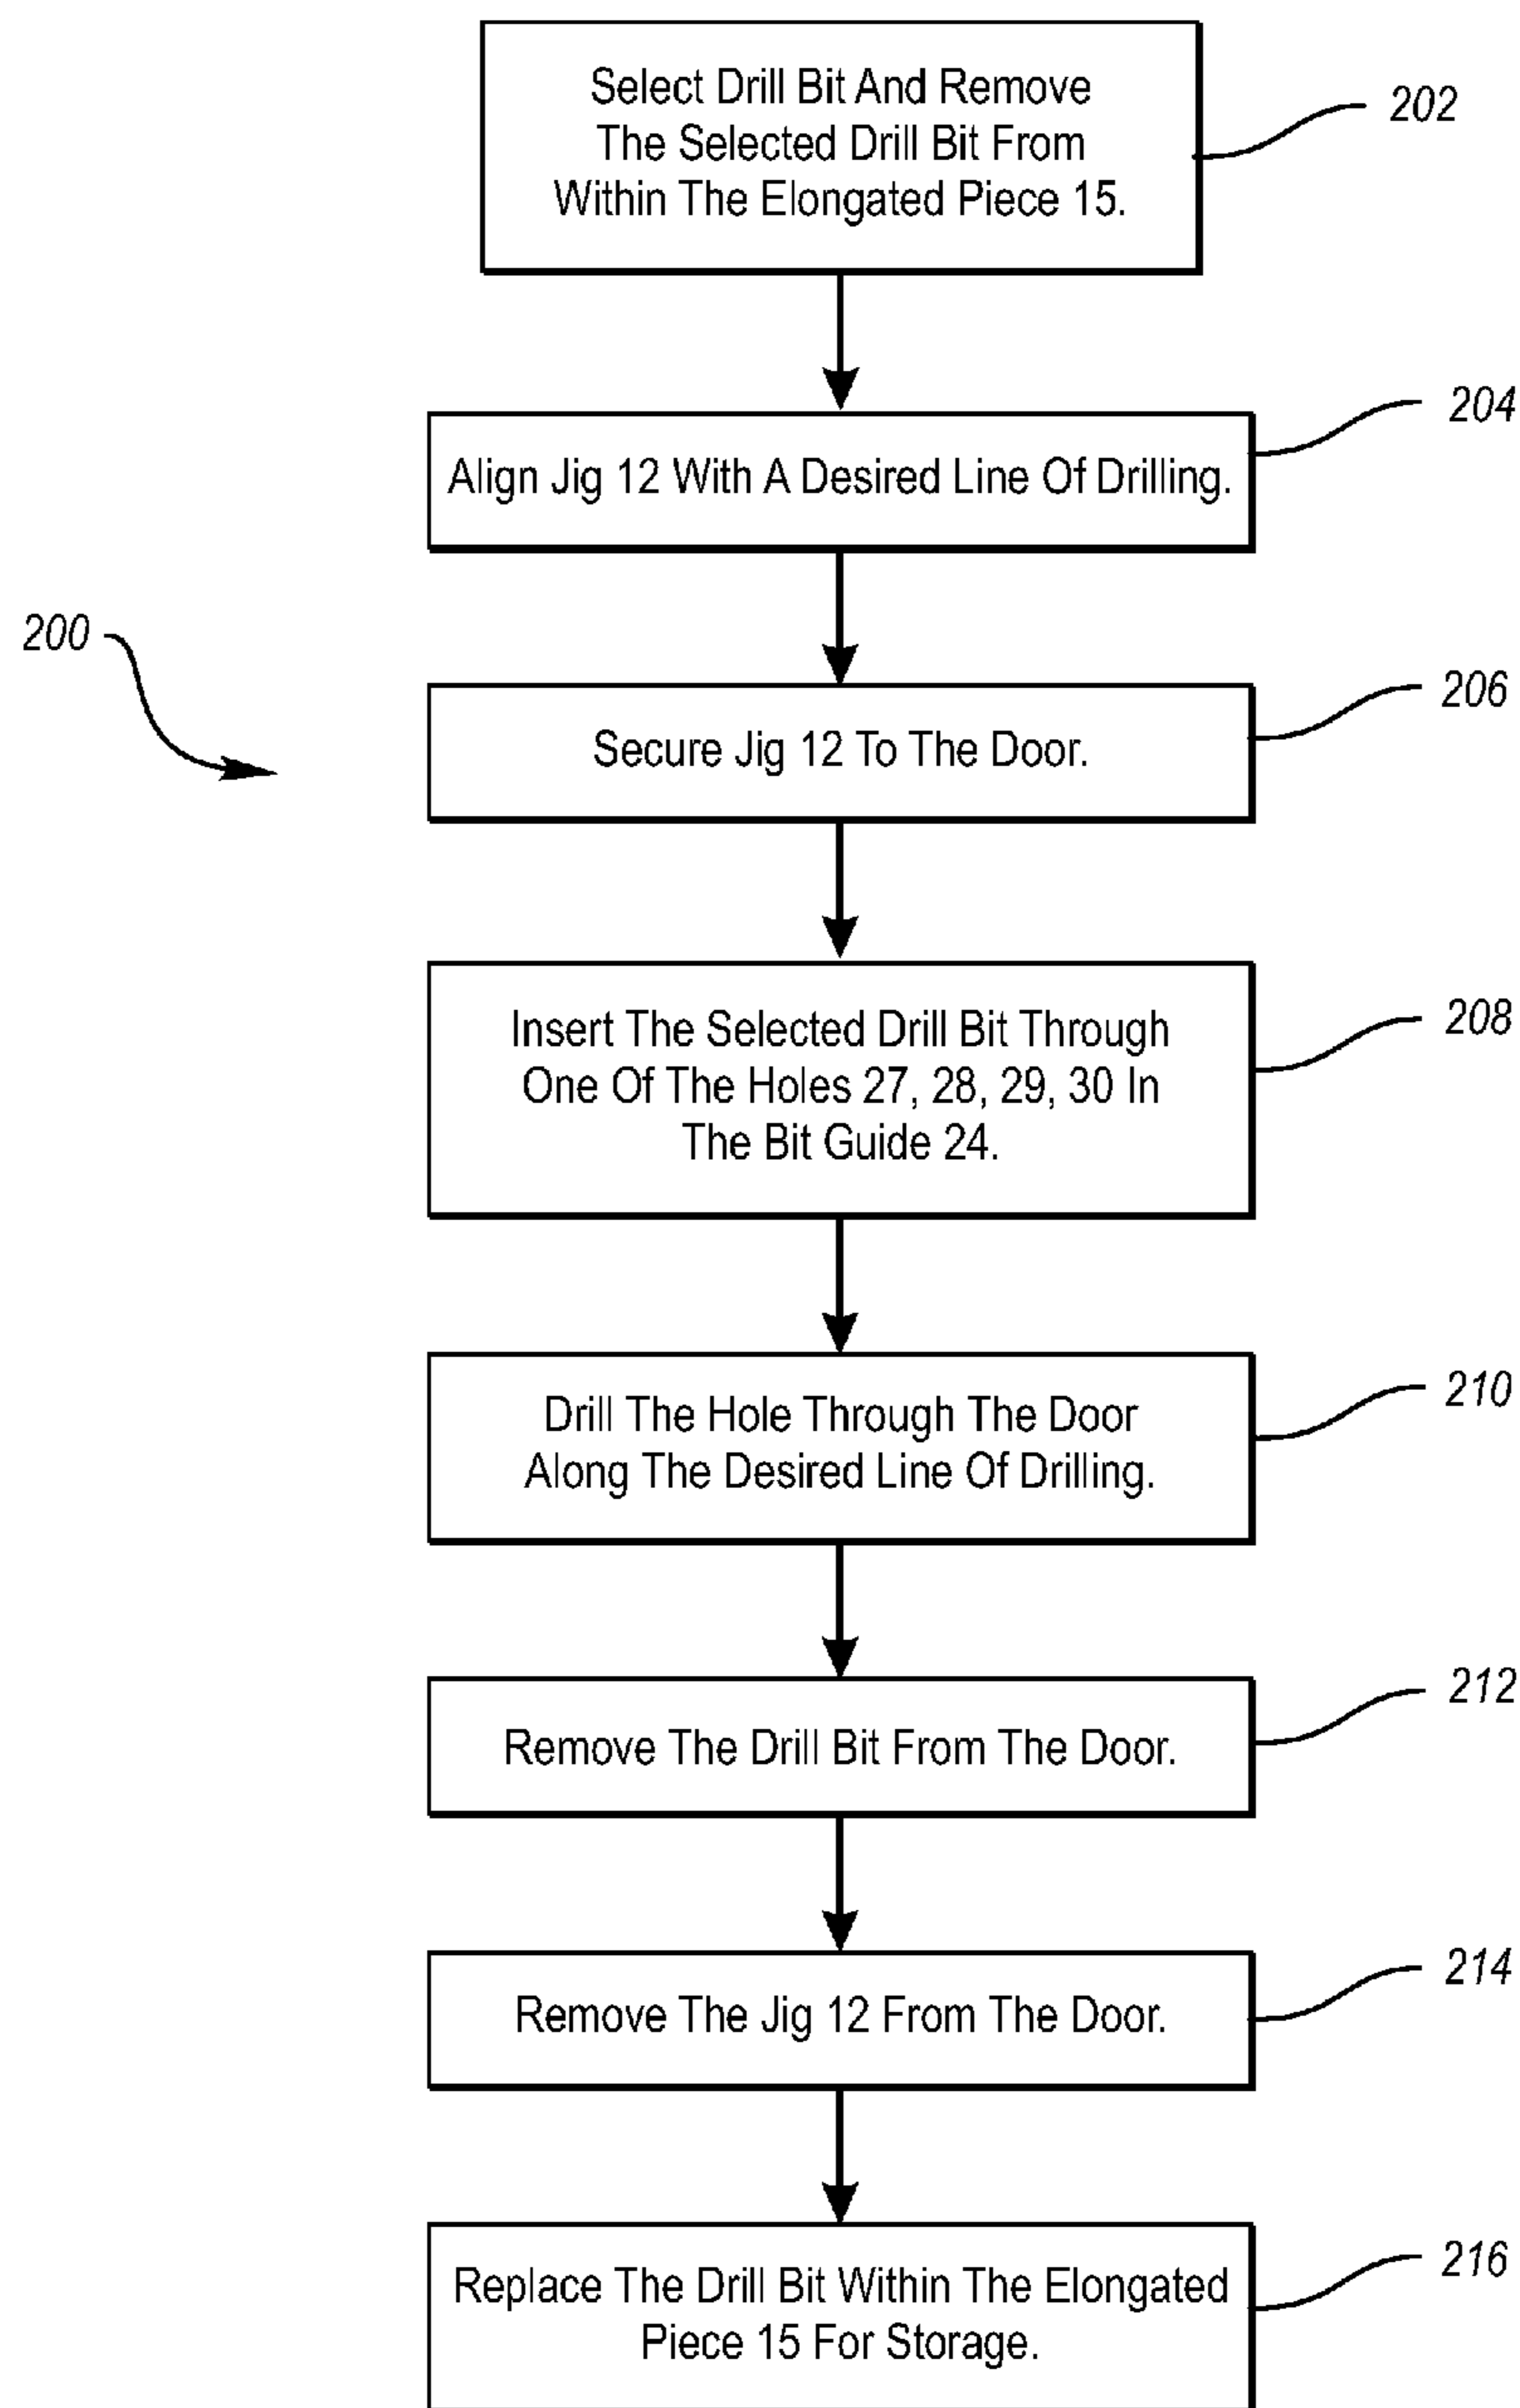 Select Drill Bit And Remove
The Selected Drill Bit From
Within The Elongated Piece 15.
202
Align Jig 12 With A Desired Line Of Drilling.
204
200
Secure Jig 12 To The Door.
206
Insert The Selected Drill Bit Through
One Of The Holes 27, 28, 29, 30 In
The Bit Guide 24.
208
Drill The Hole Through The Door
Along The Desired Line Of Drilling.
210
Remove The Drill Bit From The Door.
212
Remove The Jig 12 From The Door.
214
Replace The Drill Bit Within The Elongated
Piece 15 For Storage.
216